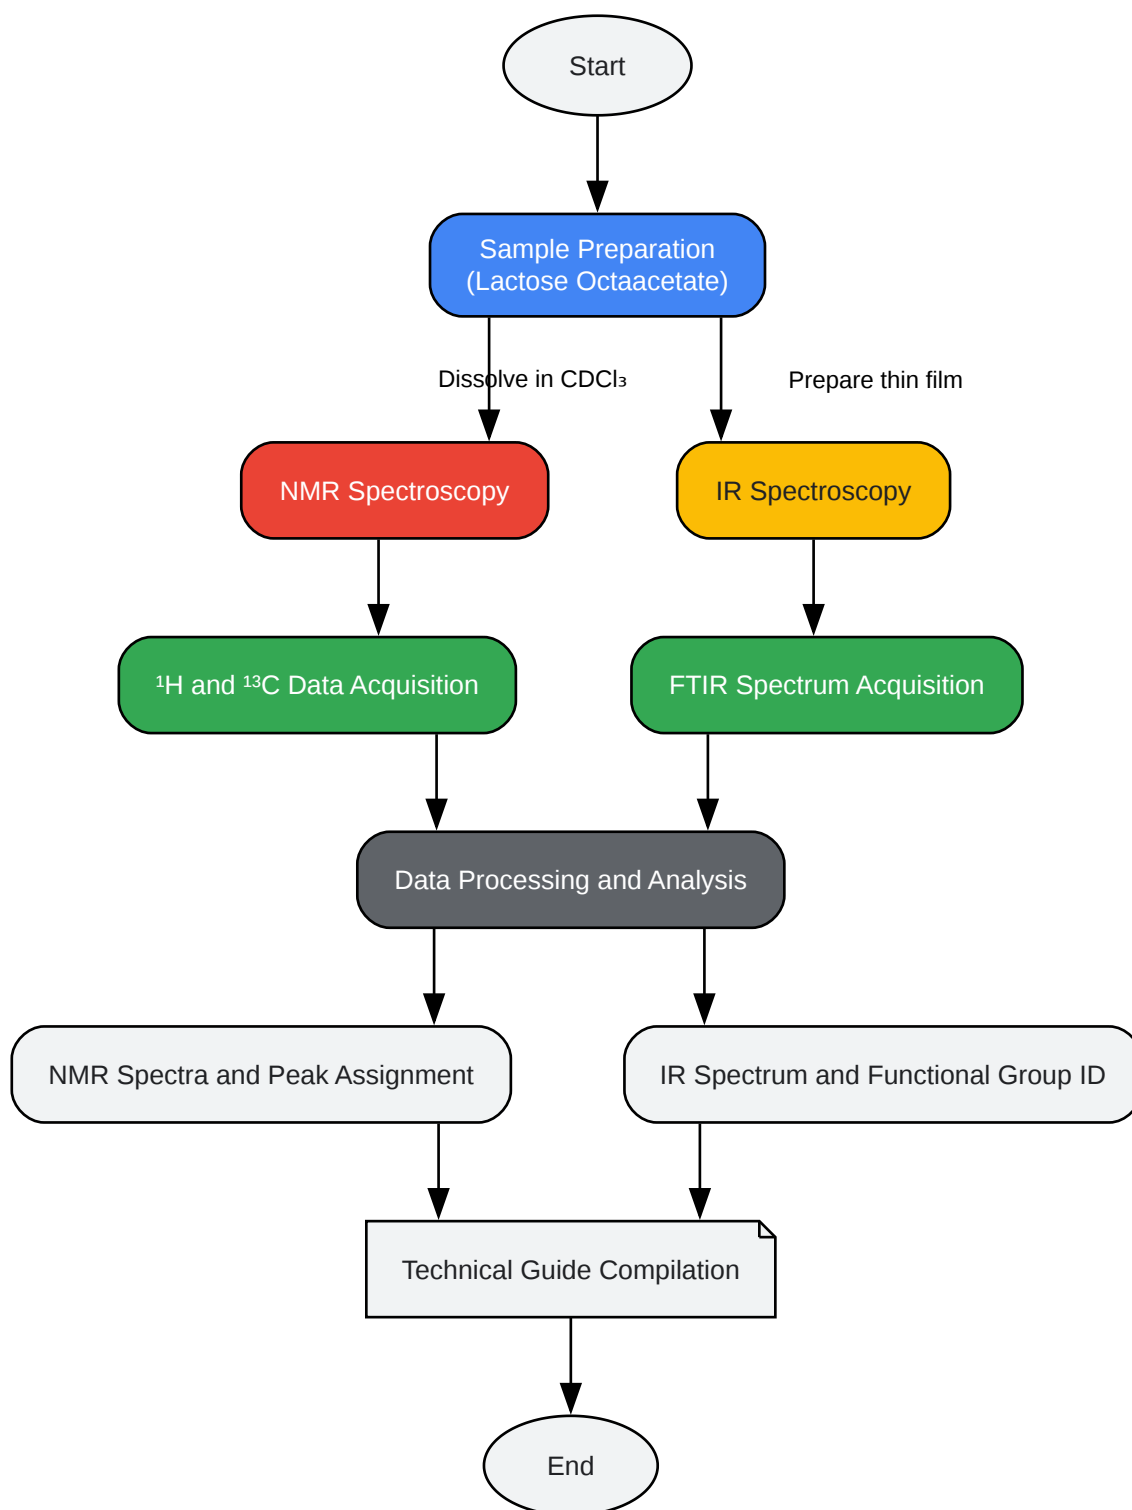 Start
Sample Preparation
(Lactose Octaacetate)
Dissolve in CDCl₃
Prepare thin film
NMR Spectroscopy
IR Spectroscopy
¹H and ¹³C Data Acquisition
FTIR Spectrum Acquisition
Data Processing and Analysis
NMR Spectra and Peak Assignment
IR Spectrum and Functional Group ID
Technical Guide Compilation
End